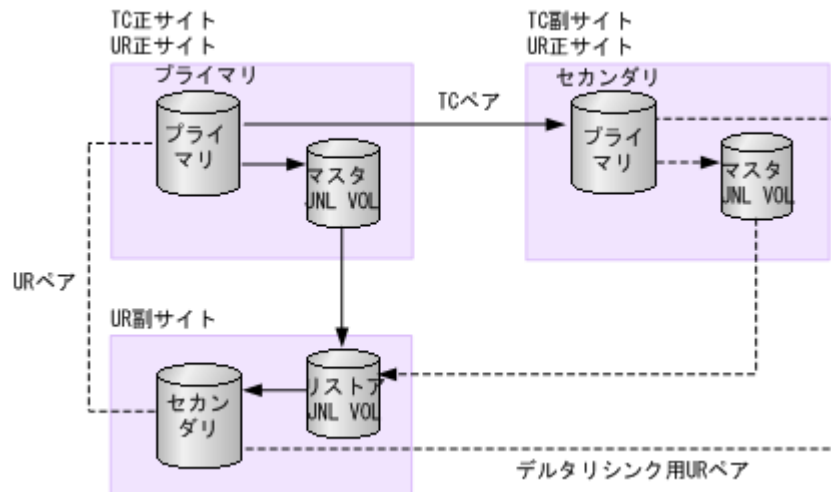 TC正サイト
UR正サイト
プライマリ
プライ
マリ
マスタ
JNL VOL
TCペア
TC副サイト
UR正サイト
セカンダリ
プライ
マリ
マスタ
JNL VOL
URペア
UR副サイト
セカン
ダリ
リストア
JNL VOL
デルタリシンク用URペア